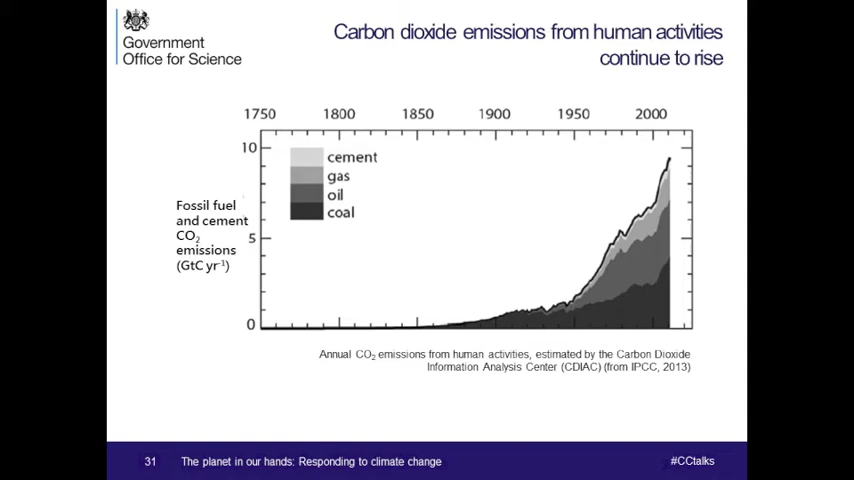 Government
Office for Science
Carbon dioxide emissions from human activities
continue to rise
1750 1800 1850 1900 1950 2000
10
cement
gas
oil
coal
Fossil fuel
and cement
CO₂
emissions
(GtC yr⁻¹)
5
0
Annual CO₂ emissions from human activities, estimated by the Carbon Dioxide
Information Analysis Center (CDIAC) (from IPCC, 2013)
31 The planet in our hands: Responding to climate change #CCtalks